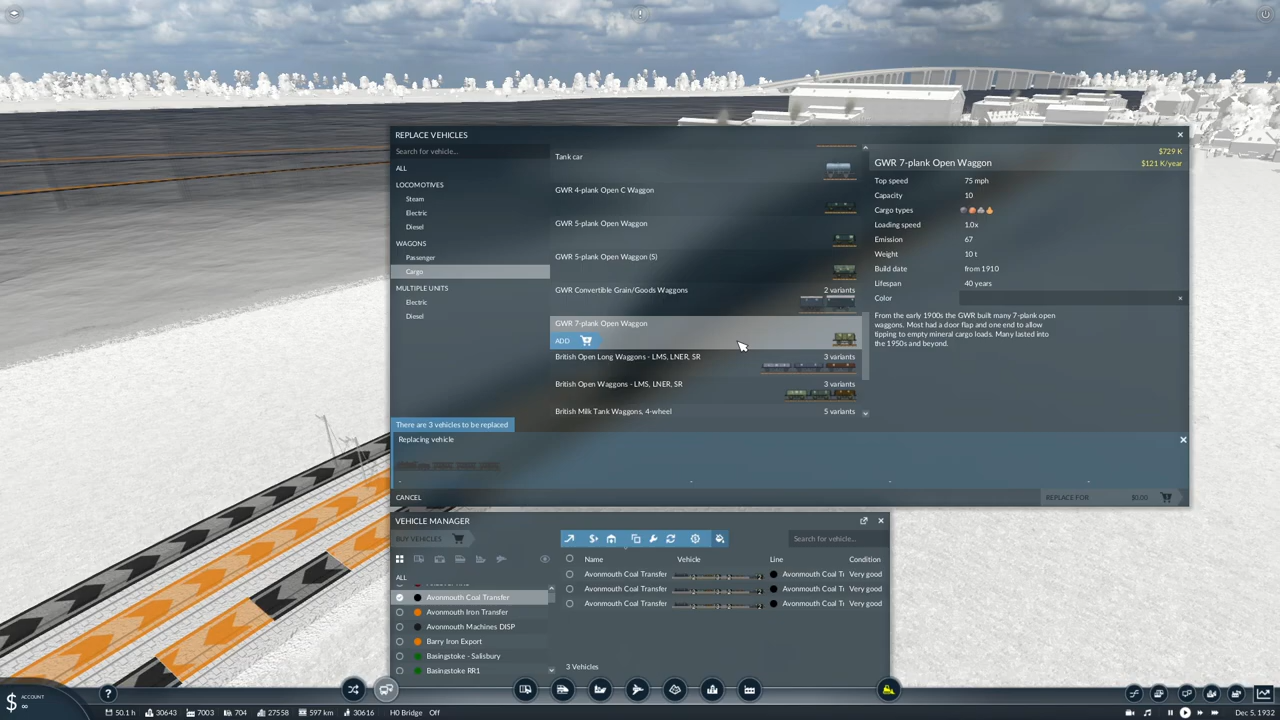 REPLACE VEHICLES
Search for vehicle...
ALL
LOCOMOTIVES
Steam
Electric
Diesel
WAGONS
Passenger
Cargo
MULTIPLE UNITS
Electric
Diesel
Tank car
GWR 4-plank Open C Waggon
GWR 5-plank Open Waggon
GWR 5-plank Open Waggon (S)
GWR Convertible Grain/Goods Waggons 2 variants
GWR 7-plank Open Waggon
ADD
British Open Long Waggons - LMS, LNER, SR 3 variants
British Open Waggons - LMS, LNER, SR 3 variants
British Milk Tank Waggons, 4-wheel 5 variants
$729 K
GWR 7-plank Open Waggon
$121 K/year
Top speed 75 mph
Capacity 10
Cargo types
Loading speed 1.0x
Emission 67
Weight 10 t
Build date from 1910
Lifespan 40 years
Color
From the early 1900s the GWR built many 7-plank open
waggons. Most had a door flap and one end to allow
tipping to empty mineral cargo loads. Many lasted into
the 1950s and beyond.
There are 3 vehicles to be replaced
Replacing vehicle
- - - -
CANCEL
REPLACE FOR $0.00
VEHICLE MANAGER
BUY VEHICLES
Search for vehicle...
ALL
Avonmouth Coal Transfer
Avonmouth Iron Transfer
Avonmouth Machines DISP
Barry Iron Export
Basingstoke - Salisbury
Basingstoke RR1
Name Vehicle Line Condition
Avonmouth Coal Transfer Avonmouth Coal Tr Very good
Avonmouth Coal Transfer Avonmouth Coal Tr Very good
Avonmouth Coal Transfer Avonmouth Coal Tr Very good
3 Vehicles
$ ACCOUNT
∞
?
50.1 h 30643 7003 704 27558 597 km 30616 H0 Bridge Off
Dec 5, 1932